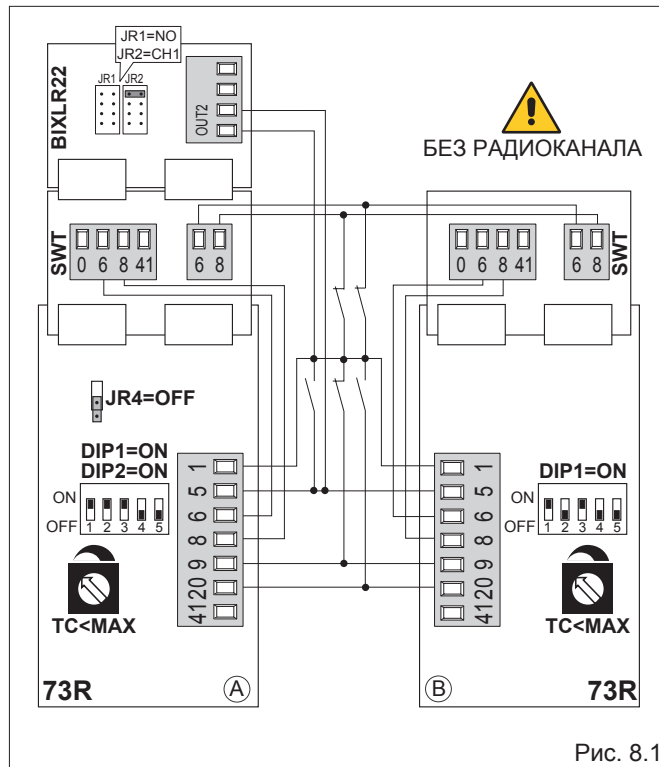 JR1=NO
JR2=CH1
JR1 JR2
BIXLR22
OUT2
БЕЗ РАДИОКАНАЛА
SWT
0 6 8 41
6 8
0 6 8 41
6 8
SWT
JR4=OFF
DIP1=ON
DIP2=ON
ON
OFF
1 2 3 4 5
TC<MAX
1
5
6
8
9
20
41
73R
A
1
5
6
8
9
20
41
DIP1=ON
ON
OFF
1 2 3 4 5
TC<MAX
B
73R
Рис. 8.1